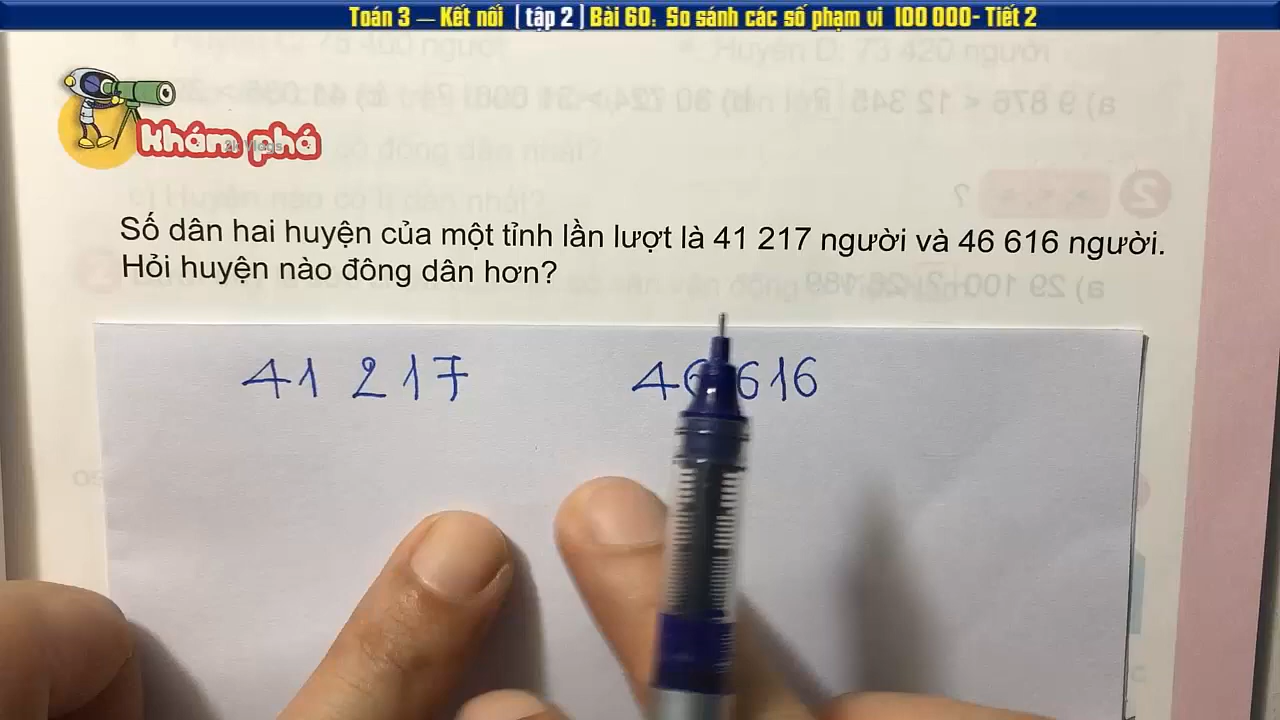 Toán 3 – Kết nối [ tập 2 ] Bài 60: So sánh các số phạm vi 100 000- Tiết 2
khám phá
Số dân hai huyện của một tỉnh lần lượt là 41 217 người và 46 616 người.
Hỏi huyện nào đông dân hơn?
41 217 46 616